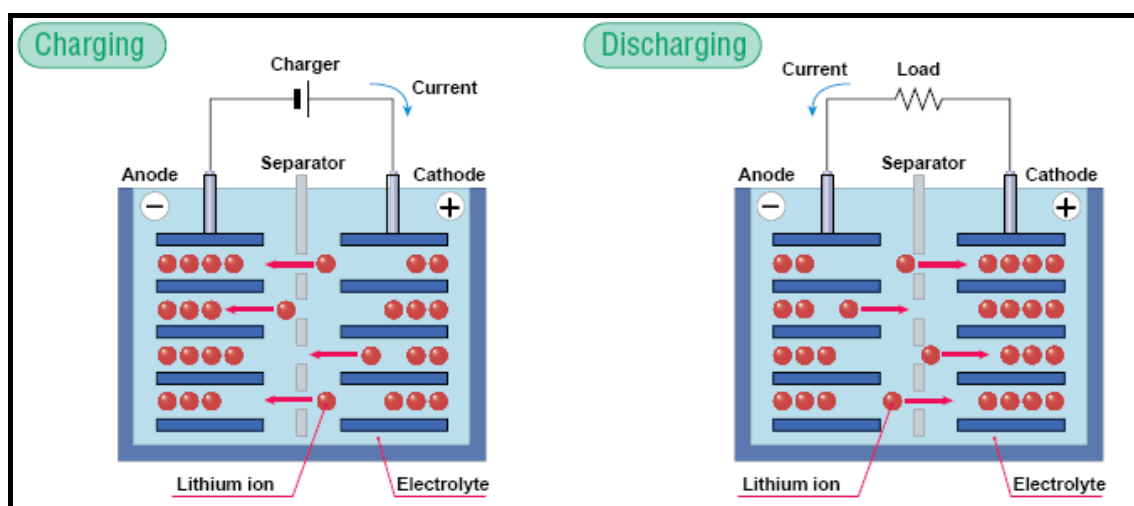 Charging
Charger
Current
Separator
Anode
Cathode
−
+
Lithium ion
Electrolyte
Discharging
Current
Load
Separator
Anode
Cathode
−
+
Lithium ion
Electrolyte